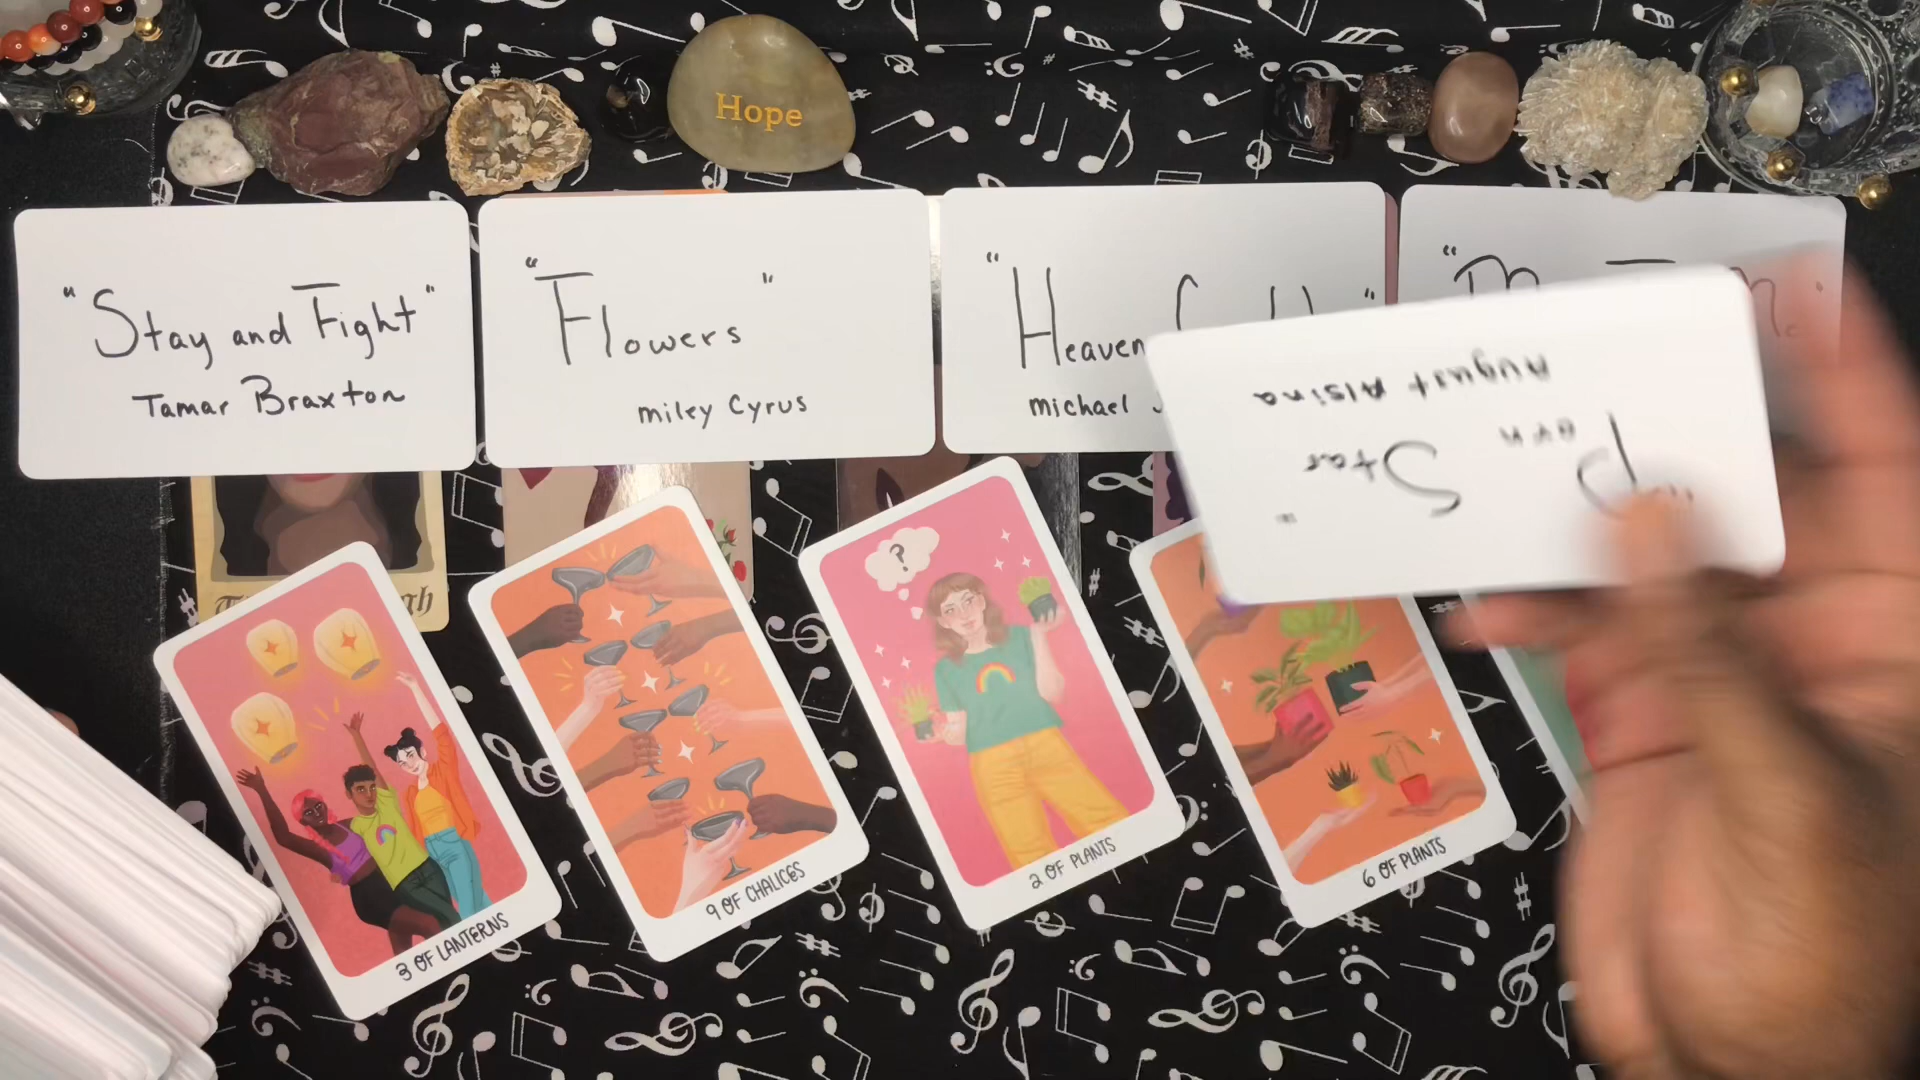 Hope
"Stay and Fight"
Tamar Braxton
"Flowers"
miley Cyrus
"Heaven
michael
"Porn
Star"
August Alsina
?
3 OF LANTERNS
9 OF CHALICES
2 OF PLANTS
6 OF PLANTS